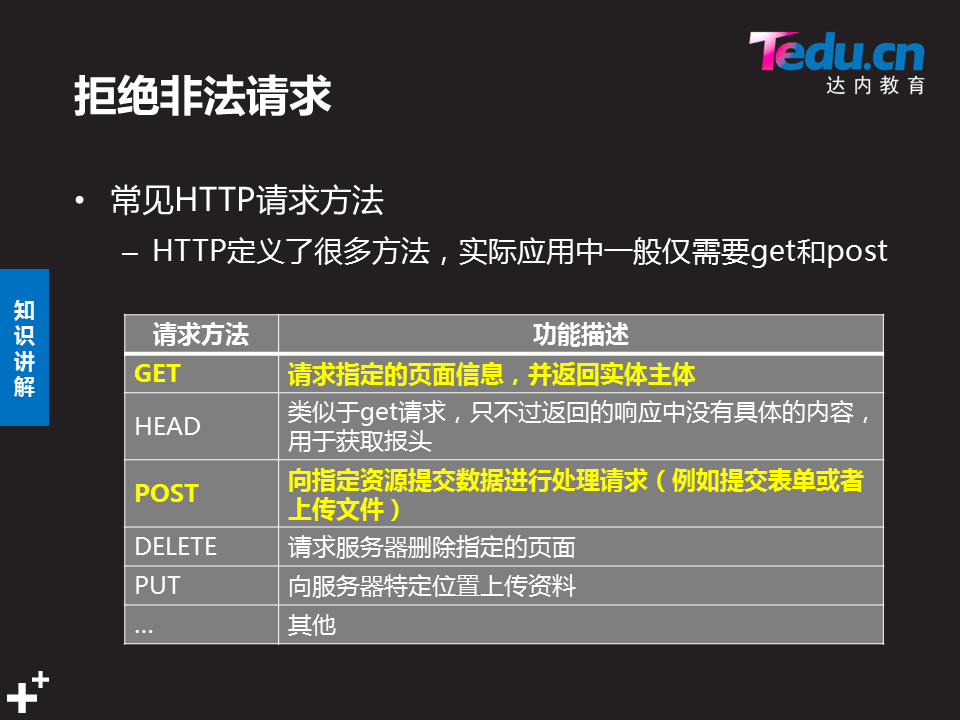 Tedu.cn
达内教育
拒绝非法请求
• 常见HTTP请求方法
– HTTP定义了很多方法，实际应用中一般仅需要get和post
知
识
讲
解
请求方法 功能描述
GET 请求指定的页面信息，并返回实体主体
HEAD 类似于get请求，只不过返回的响应中没有具体的内容，
用于获取报头
POST 向指定资源提交数据进行处理请求（例如提交表单或者
上传文件）
DELETE 请求服务器删除指定的页面
PUT 向服务器特定位置上传资料
... 其他